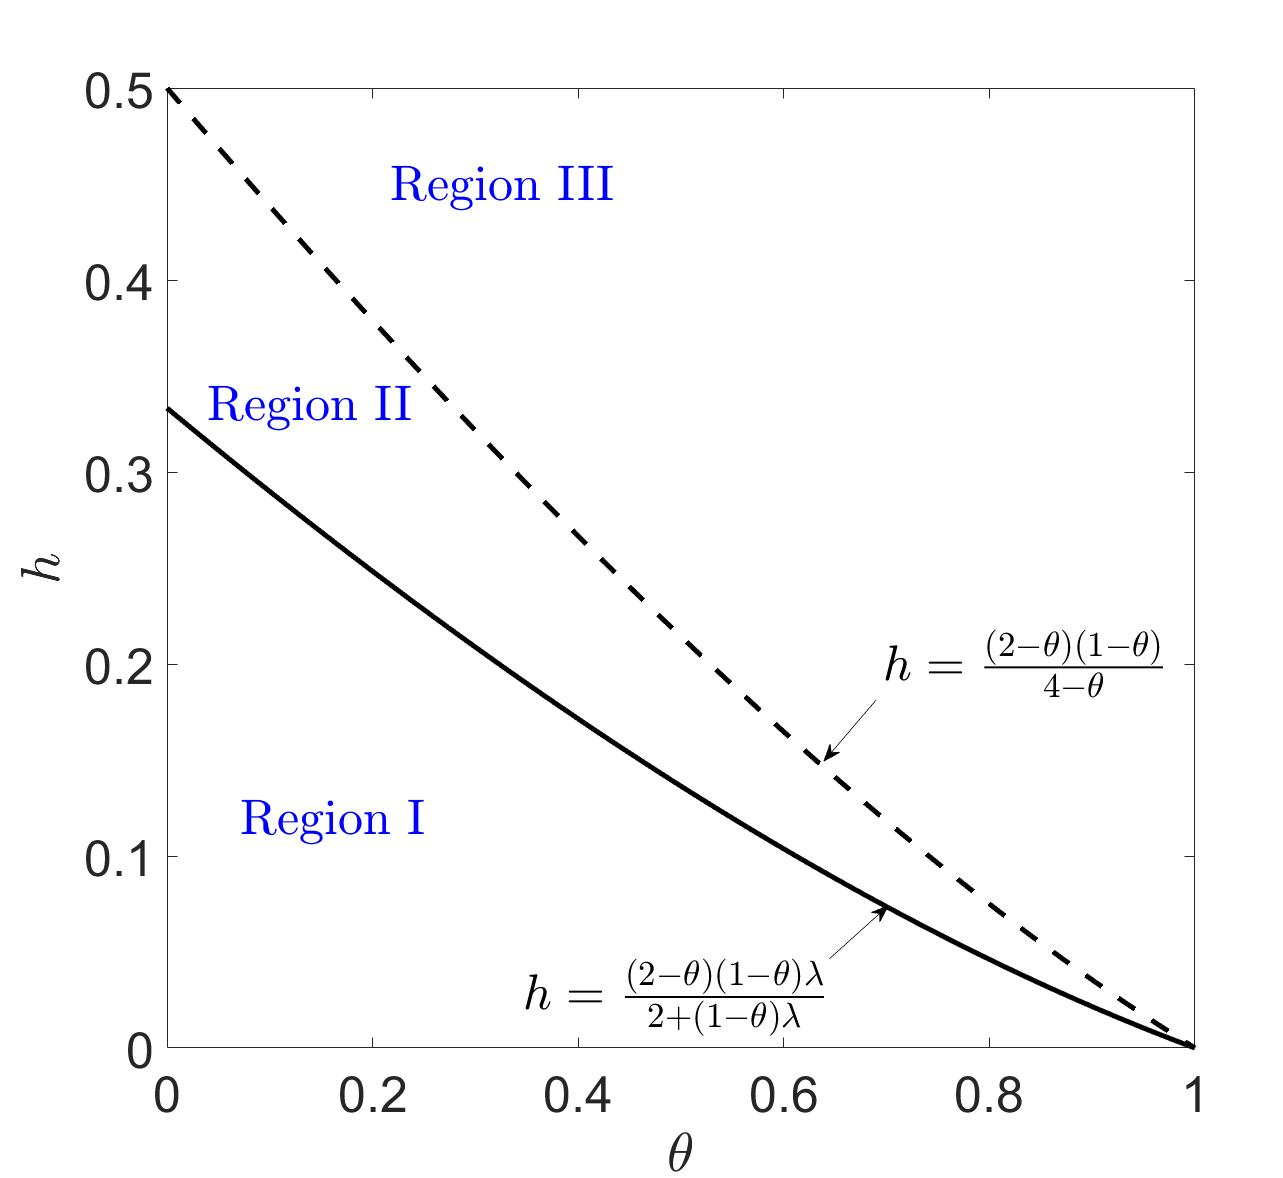 0.5
Region III
0.4
Region II
0.3
h
0.2
h = (2−θ)(1−θ)/4−θ
Region I
0.1
h = (2−θ)(1−θ)λ/2+(1−θ)λ
0
0 0.2 0.4 0.6 0.8 1
θ